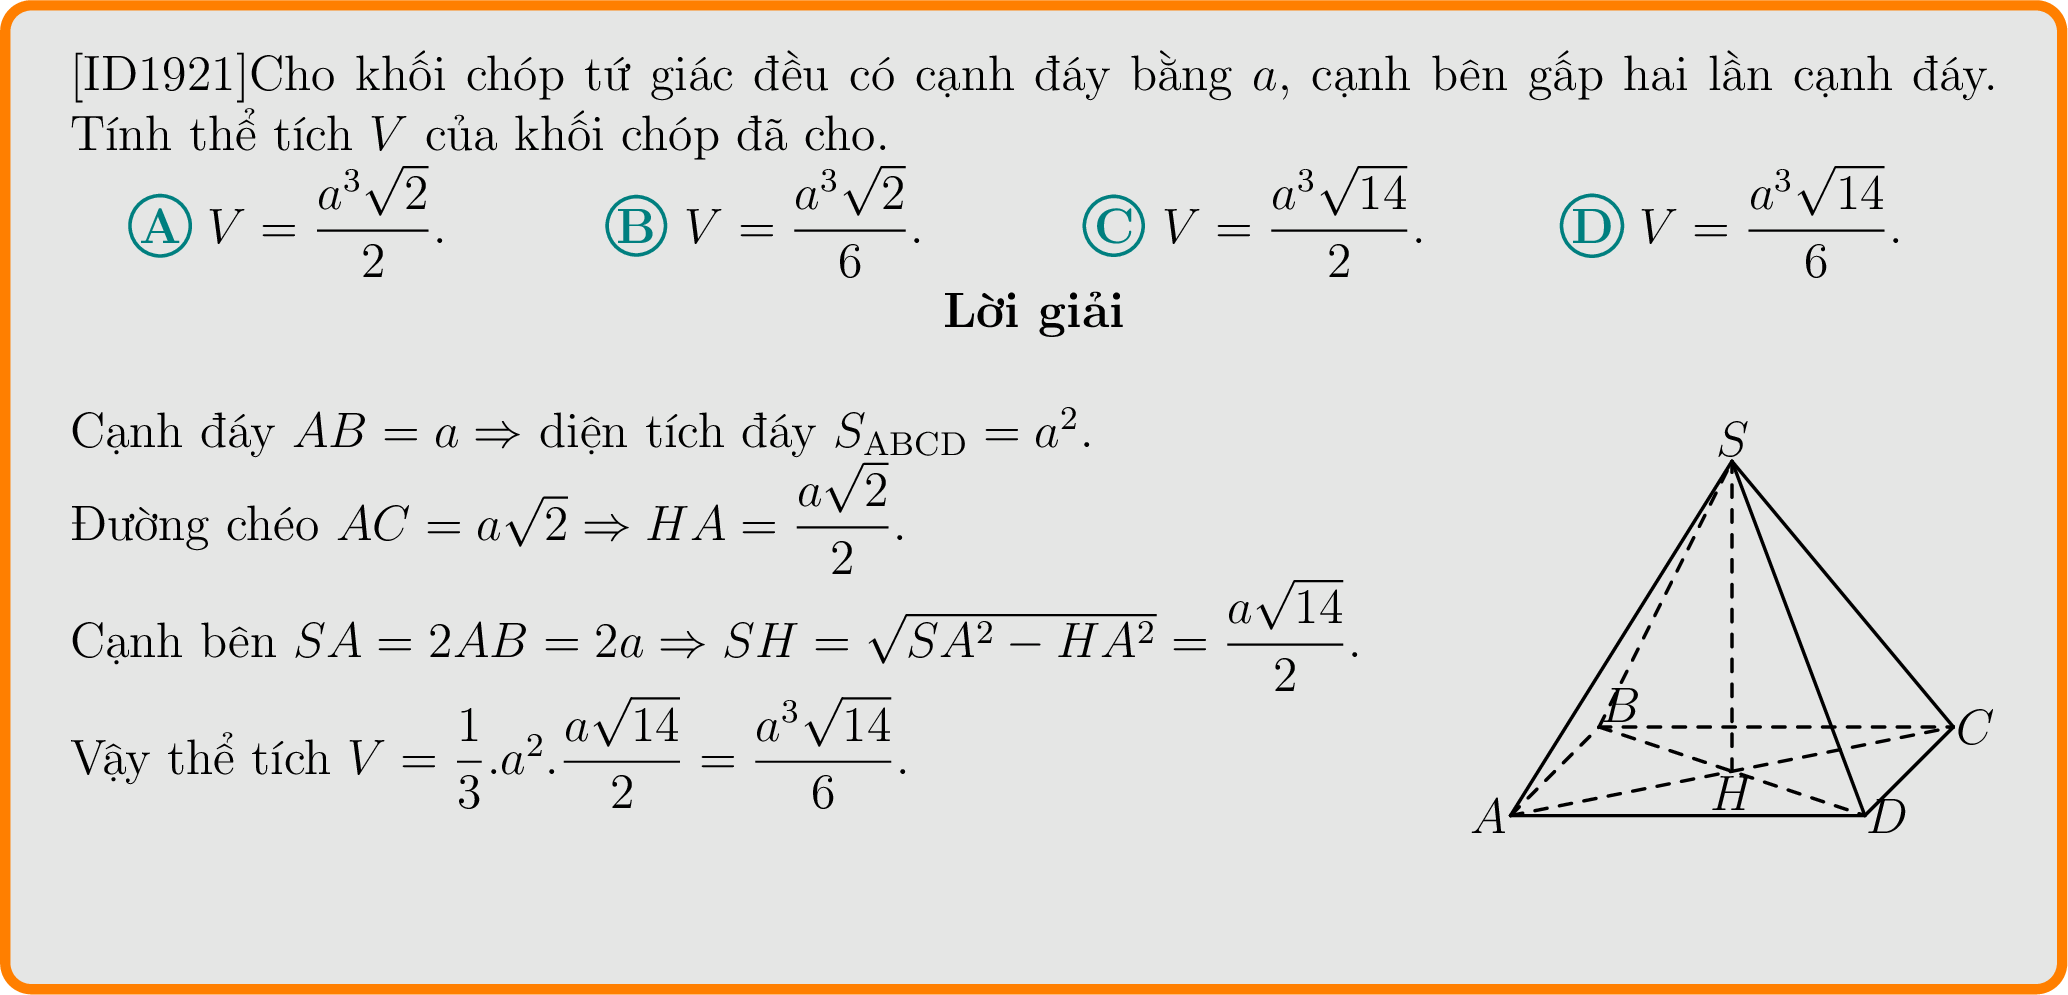 [ID1921]Cho khối chóp tứ giác đều có cạnh đáy bằng a, cạnh bên gấp hai lần cạnh đáy.
Tính thể tích V của khối chóp đã cho.
A V = \frac{a^3\sqrt{2}}{2}. B V = \frac{a^3\sqrt{2}}{6}. C V = \frac{a^3\sqrt{14}}{2}. D V = \frac{a^3\sqrt{14}}{6}.
Lời giải
Cạnh đáy AB = a ⇒ diện tích đáy S_{ABCD} = a^2.
Đường chéo AC = a\sqrt{2} ⇒ HA = \frac{a\sqrt{2}}{2}.
Cạnh bên SA = 2AB = 2a ⇒ SH = \sqrt{SA^2 − HA^2} = \frac{a\sqrt{14}}{2}.
Vậy thể tích V = \frac{1}{3}.a^2.\frac{a\sqrt{14}}{2} = \frac{a^3\sqrt{14}}{6}.
S
B
C
H
A
D